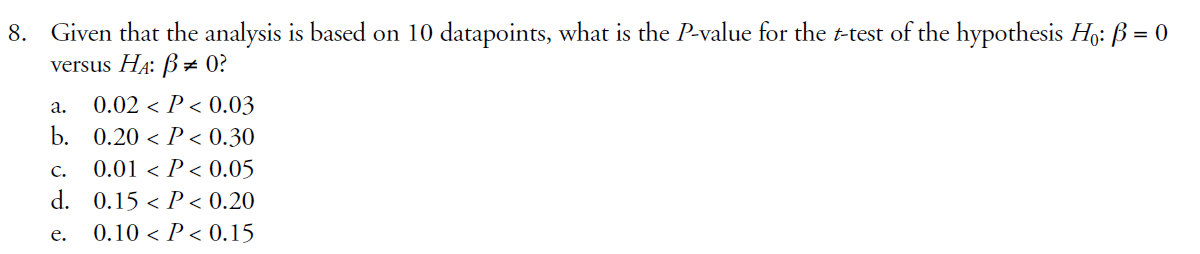 8. Given that the analysis is based on 10 datapoints, what is the P-value for the t-test of the hypothesis H₀: β = 0
versus H_A: β ≠ 0?
a. 0.02 < P < 0.03
b. 0.20 < P < 0.30
c. 0.01 < P < 0.05
d. 0.15 < P < 0.20
e. 0.10 < P < 0.15